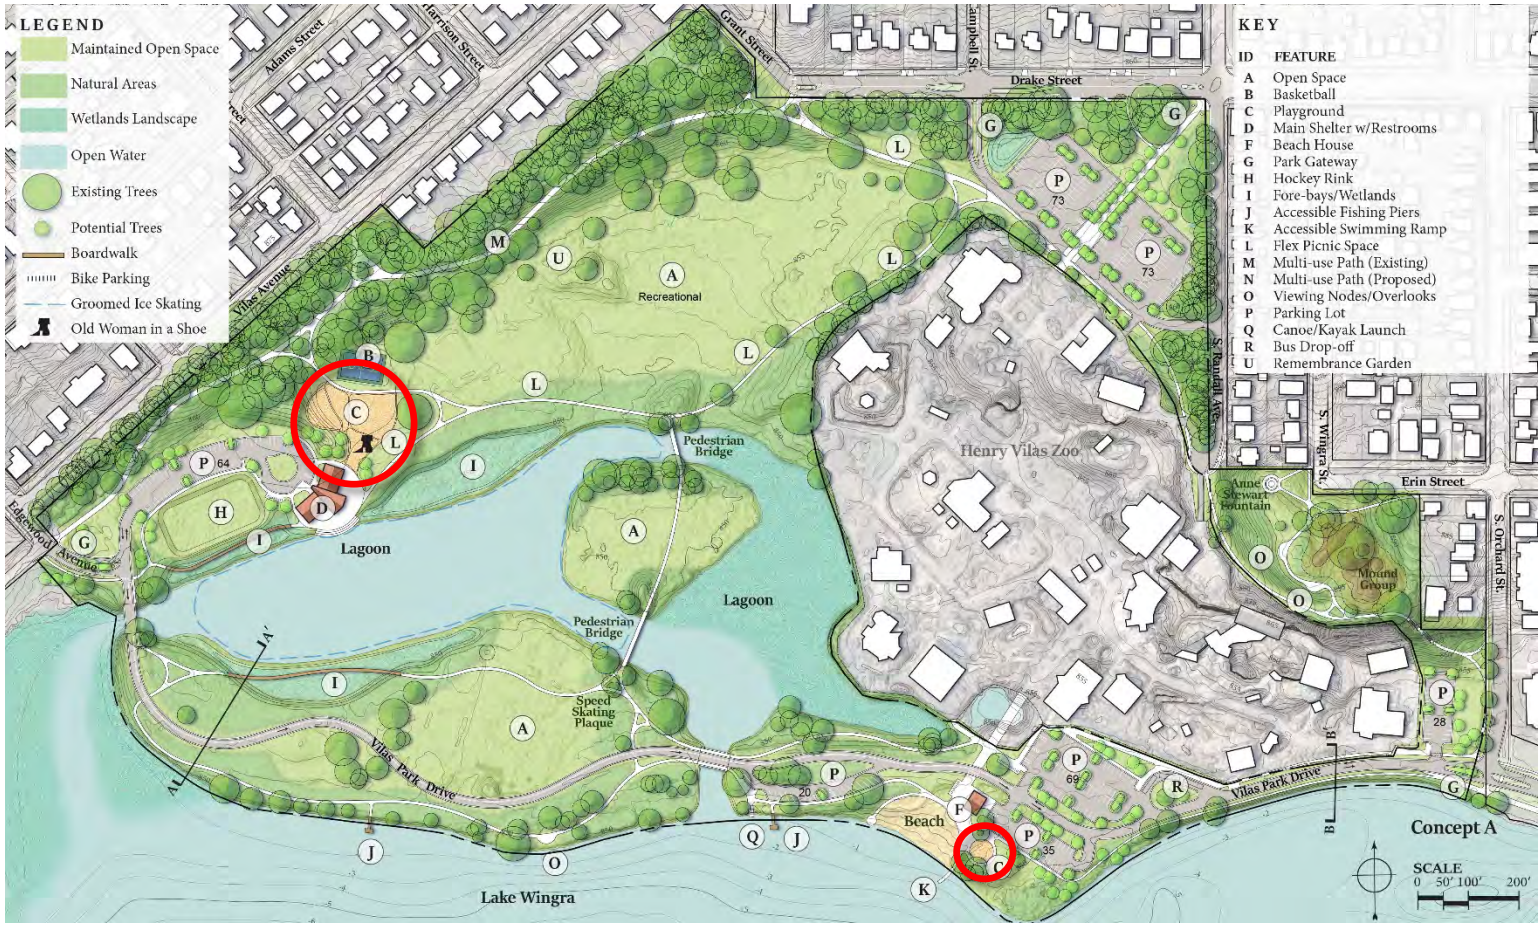 LEGEND
Maintained Open Space
Natural Areas
Wetlands Landscape
Open Water
Existing Trees
Potential Trees
Boardwalk
Bike Parking
Groomed Ice Skating
Old Woman in a Shoe
KEY
ID FEATURE
A Open Space
B Basketball
C Playground
D Main Shelter w/Restrooms
F Beach House
G Park Gateway
H Hockey Rink
I Fore-bays/Wetlands
J Accessible Fishing Piers
K Accessible Swimming Ramp
L Flex Picnic Space
M Multi-use Path (Existing)
N Multi-use Path (Proposed)
O Viewing Nodes/Overlooks
P Parking Lot
Q Canoe/Kayak Launch
R Bus Drop-off
U Remembrance Garden
Adams Street
Harrison Street
Grant Street
Campbell St.
Drake Street
G
G
L
P
73
M
U
A
Recreational
L
P
73
Vilas Avenue
B
L
L
S. Randall Ave.
C
L
S. Wingra St.
Pedestrian
Bridge
Henry Vilas Zoo
P 64
I
Erin Street
Anne
Stewart
Fountain
H
D
A
S. Orchard St.
Edgewood Avenue
G
I
Lagoon
O
Mound
Group
Lagoon
O
Pedestrian
Bridge
A'
I
P
28
Speed
Skating
Plaque
A
B'
Vilas Park Drive
P
69
P
20
R
Vilas Park Drive
G
A
F
Beach
P
35
B
Concept A
J
O
Q
J
C
K
Lake Wingra
SCALE
0 50' 100' 200'